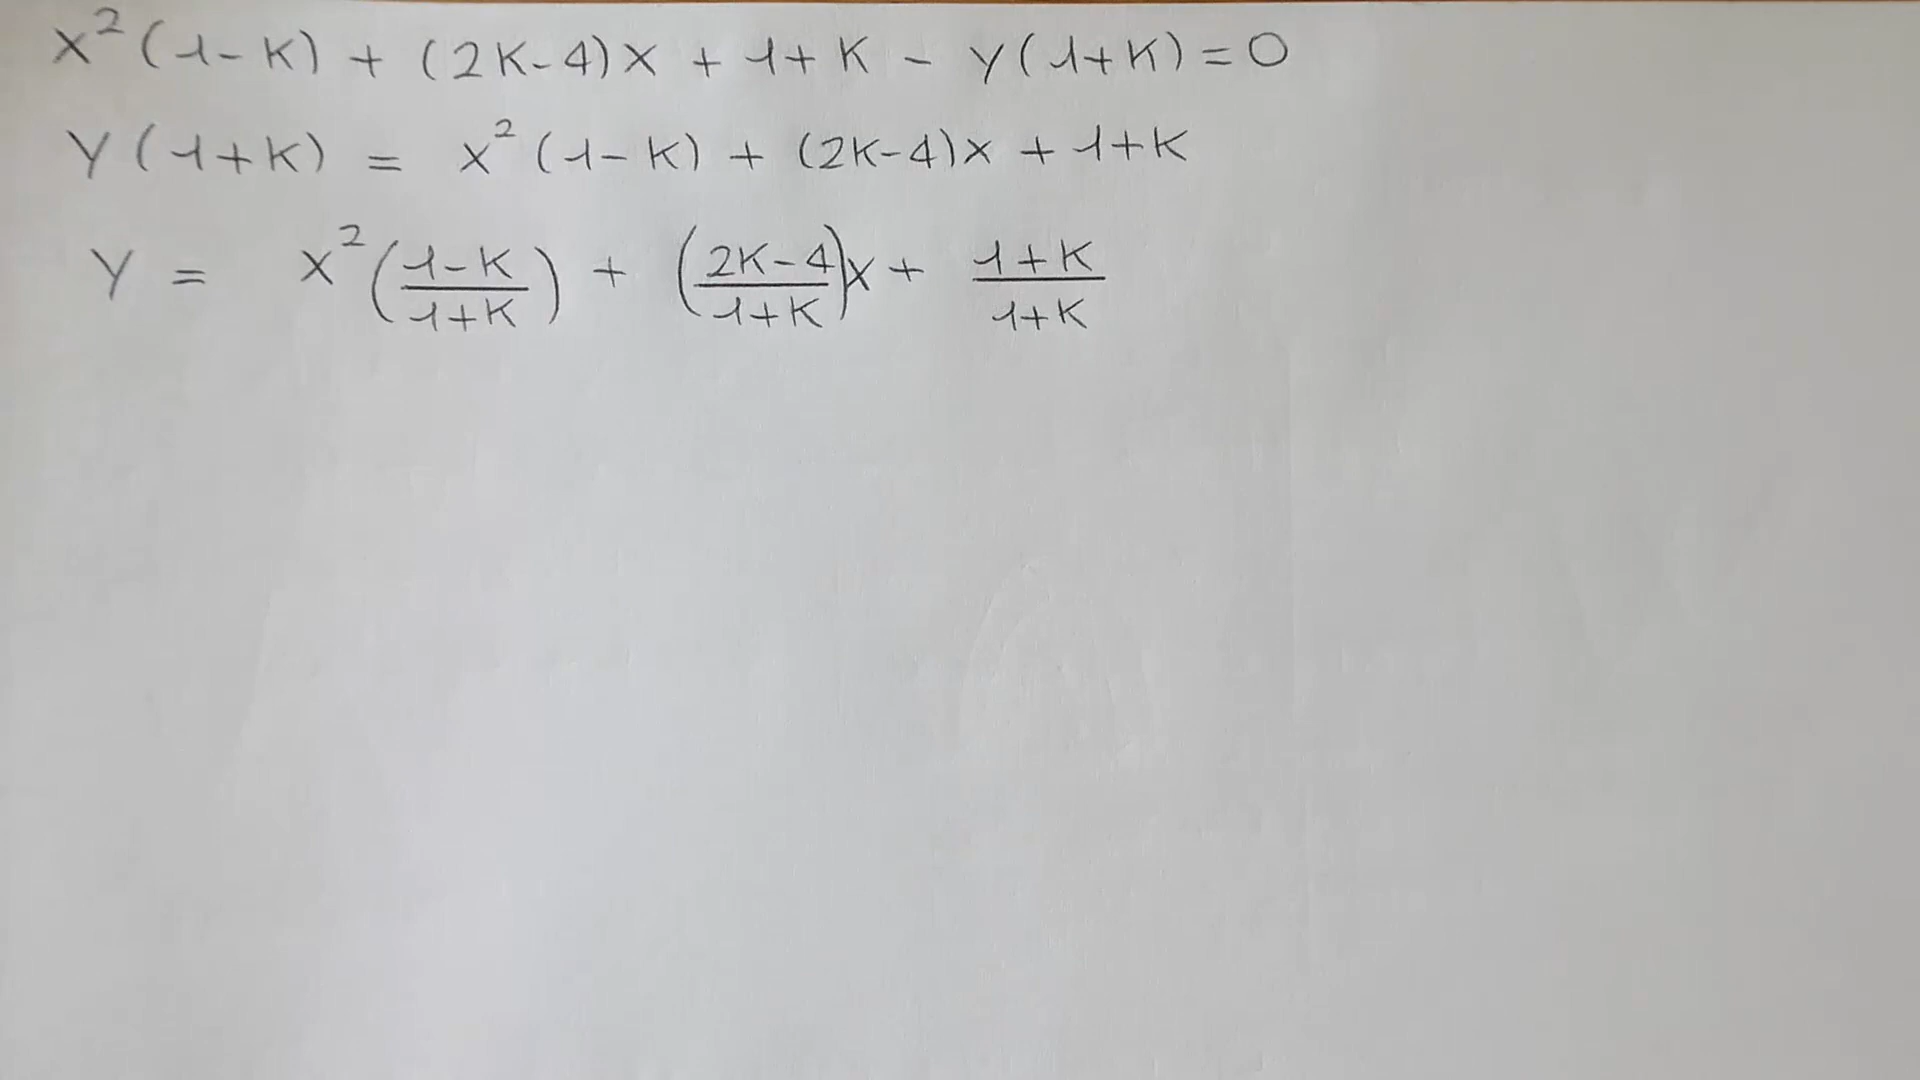 x²(1-K) + (2K-4)x + 1+K - y(1+K) = 0
y(1+K) = x²(1-K) + (2K-4)x + 1+K
y = x²((1-K)/(1+K)) + ((2K-4)/(1+K))x + (1+K)/(1+K)